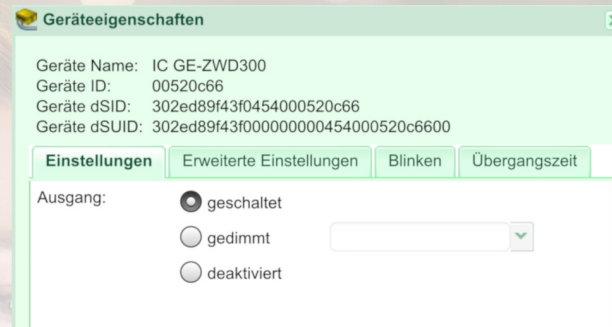 Geräteeigenschaften
Geräte Name: IC GE-ZWD300
Geräte ID: 00520c66
Geräte dSID: 302ed89f43f0454000520c66
Geräte dSUID: 302ed89f43f000000000454000520c6600
Einstellungen Erweiterte Einstellungen Blinken Übergangszeit
Ausgang: geschaltet
gedimmt
deaktiviert